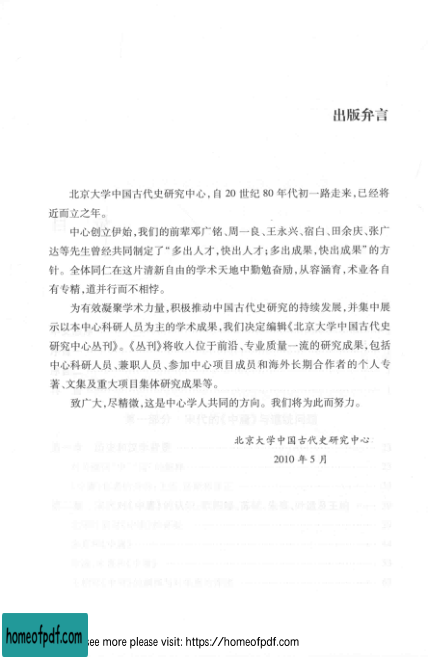 出版弁言
北京大学中国古代史研究中心,自 20 世纪 80 年代初一路走来,已经将
近而立之年。
中心创立伊始,我们的前辈邓广铭、周一良、王永兴、宿白、田余庆、张广
达等先生曾经共同制定了“多出人才,快出人才;多出成果,快出成果”的方
针。全体同仁在这片清新自由的学术天地中勤勉奋励,从容涵育,术业各自
有专精,道并行而不相悖。
为有效凝聚学术力量,积极推动中国古代史研究的持续发展,并集中展
示以本中心科研人员为主的学术成果,我们决定编辑《北京大学中国古代史
研究中心丛刊》。《丛刊》将收入位于前沿、专业质量一流的研究成果,包括
中心科研人员、兼职人员、参加中心项目成员和海外长期合作者的个人专
著、文集及重大项目集体研究成果等。
致广大,尽精微,这是中心学人共同的方向。我们将为此而努力。
北京大学中国古代史研究中心
2010 年 5 月
homeofpdf.com
see more please visit: https://homeofpdf.com